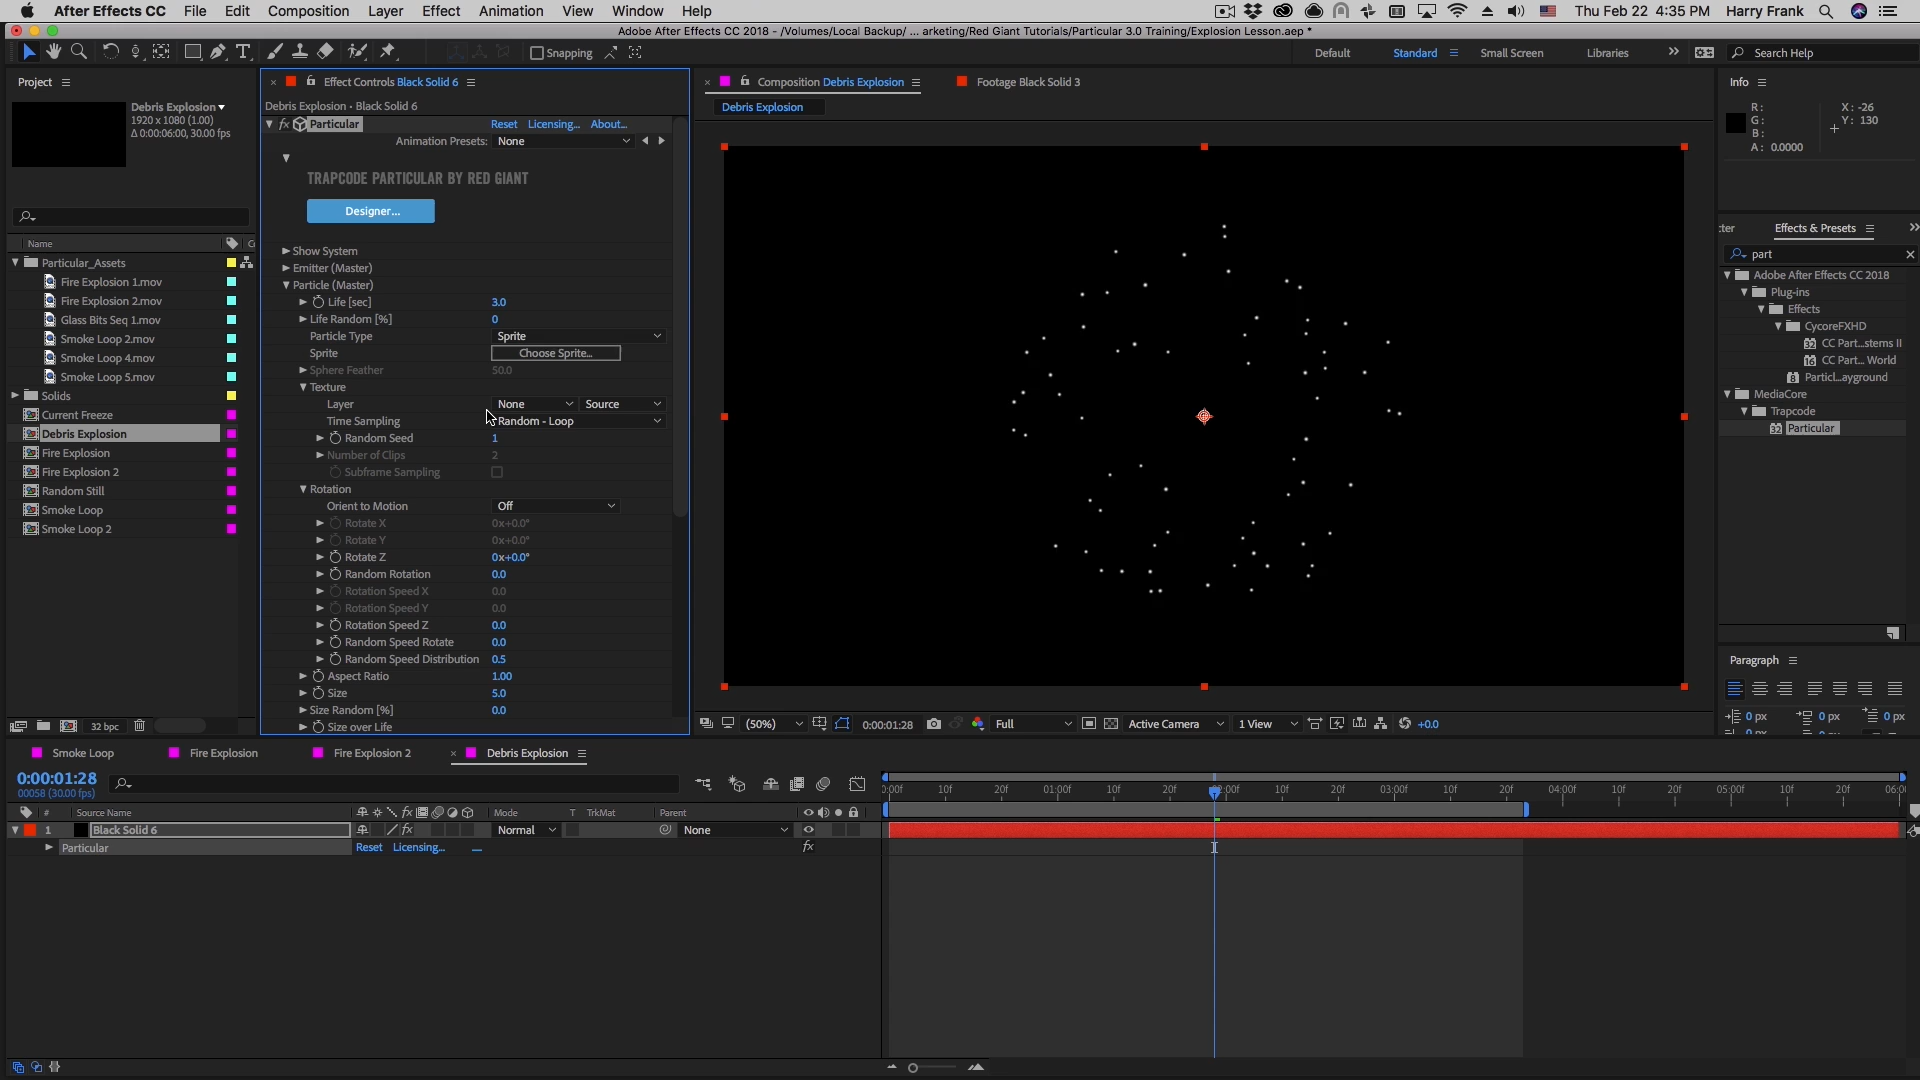 After Effects CC File Edit Composition Layer Effect Animation View Window Help Thu Feb 22 4:35 PM Harry Frank
Adobe After Effects CC 2018 - /Volumes/Local Backup/ ... arketing/Red Giant Tutorials/Particular 3.0 Training/Explosion Lesson.aep *
Snapping Default Standard Small Screen Libraries Search Help
Project
Debris Explosion
1920 x 1080 (1.00)
Δ 0:00:06:00, 30.00 fps
Name
Particular_Assets
Fire Explosion 1.mov
Fire Explosion 2.mov
Glass Bits Seq 1.mov
Smoke Loop 2.mov
Smoke Loop 4.mov
Smoke Loop 5.mov
Solids
Current Freeze
Debris Explosion
Fire Explosion
Fire Explosion 2
Random Still
Smoke Loop
Smoke Loop 2
32 bpc
Effect Controls Black Solid 6
Debris Explosion • Black Solid 6
fx Particular Reset Licensing... About...
Animation Presets: None
TRAPCODE PARTICULAR BY RED GIANT
Designer...
Show System
Emitter (Master)
Particle (Master)
Life [sec] 3.0
Life Random [%] 0
Particle Type Sprite
Sprite Choose Sprite...
Sphere Feather 50.0
Texture
Layer None Source
Time Sampling Random - Loop
Random Seed 1
Number of Clips 2
Subframe Sampling
Rotation
Orient to Motion Off
Rotate X 0x+0.0°
Rotate Y 0x+0.0°
Rotate Z 0x+0.0°
Random Rotation 0.0
Rotation Speed X 0.0
Rotation Speed Y 0.0
Rotation Speed Z 0.0
Random Speed Rotate 0.0
Random Speed Distribution 0.5
Aspect Ratio 1.00
Size 5.0
Size Random [%] 0.0
Size over Life
Composition Debris Explosion Footage Black Solid 3
Debris Explosion
(50%) 0:00:01:28 Full Active Camera 1 View +0.0
Info
R: X: -26
G: Y: 130
B:
A: 0.0000
ter Effects & Presets
part
Adobe After Effects CC 2018
Plug-ins
Effects
CycoreFXHD
CC Part...stems II
CC Part... World
Particl...ayground
MediaCore
Trapcode
Particular
Paragraph
0 px 0 px 0 px
Smoke Loop Fire Explosion Fire Explosion 2 Debris Explosion
0:00:01:28
00058 (30.00 fps)
# Source Name fx Mode T TrkMat Parent
1 Black Solid 6 fx Normal None
Particular Reset Licensing... ... fx
0:00f 10f 20f 01:00f 10f 20f 02:00f 10f 20f 03:00f 10f 20f 04:00f 10f 20f 05:00f 10f 20f 06:00